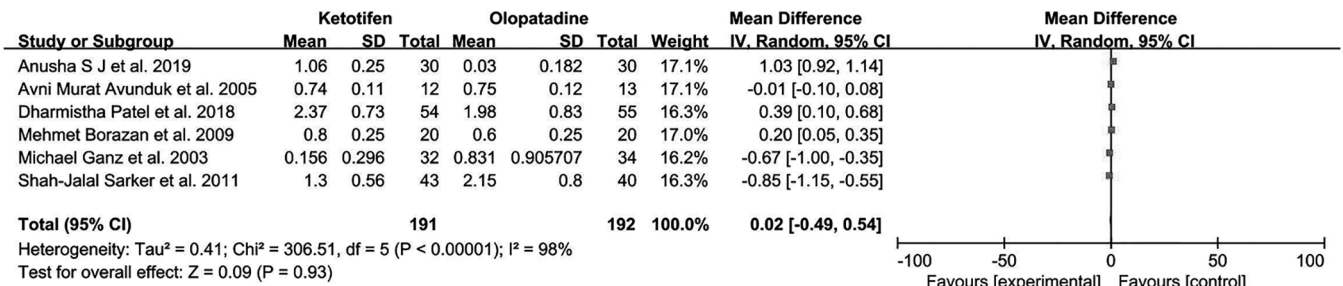 Ketotifen Olopatadine Mean Difference Mean Difference
Study or Subgroup Mean SD Total Mean SD Total Weight IV, Random, 95% CI IV, Random, 95% CI
Anusha S J et al. 2019 1.06 0.25 30 0.03 0.182 30 17.1% 1.03 [0.92, 1.14]
Avni Murat Avunduk et al. 2005 0.74 0.11 12 0.75 0.12 13 17.1% -0.01 [-0.10, 0.08]
Dharmistha Patel et al. 2018 2.37 0.73 54 1.98 0.83 55 16.3% 0.39 [0.10, 0.68]
Mehmet Borazan et al. 2009 0.8 0.25 20 0.6 0.25 20 17.0% 0.20 [0.05, 0.35]
Michael Ganz et al. 2003 0.156 0.296 32 0.831 0.905707 34 16.2% -0.67 [-1.00, -0.35]
Shah-Jalal Sarker et al. 2011 1.3 0.56 43 2.15 0.8 40 16.3% -0.85 [-1.15, -0.55]
Total (95% CI) 191 192 100.0% 0.02 [-0.49, 0.54]
Heterogeneity: Tau² = 0.41; Chi² = 306.51, df = 5 (P < 0.00001); I² = 98%
Test for overall effect: Z = 0.09 (P = 0.93)
-100 -50 0 50 100
Favours [experimental] Favours [control]